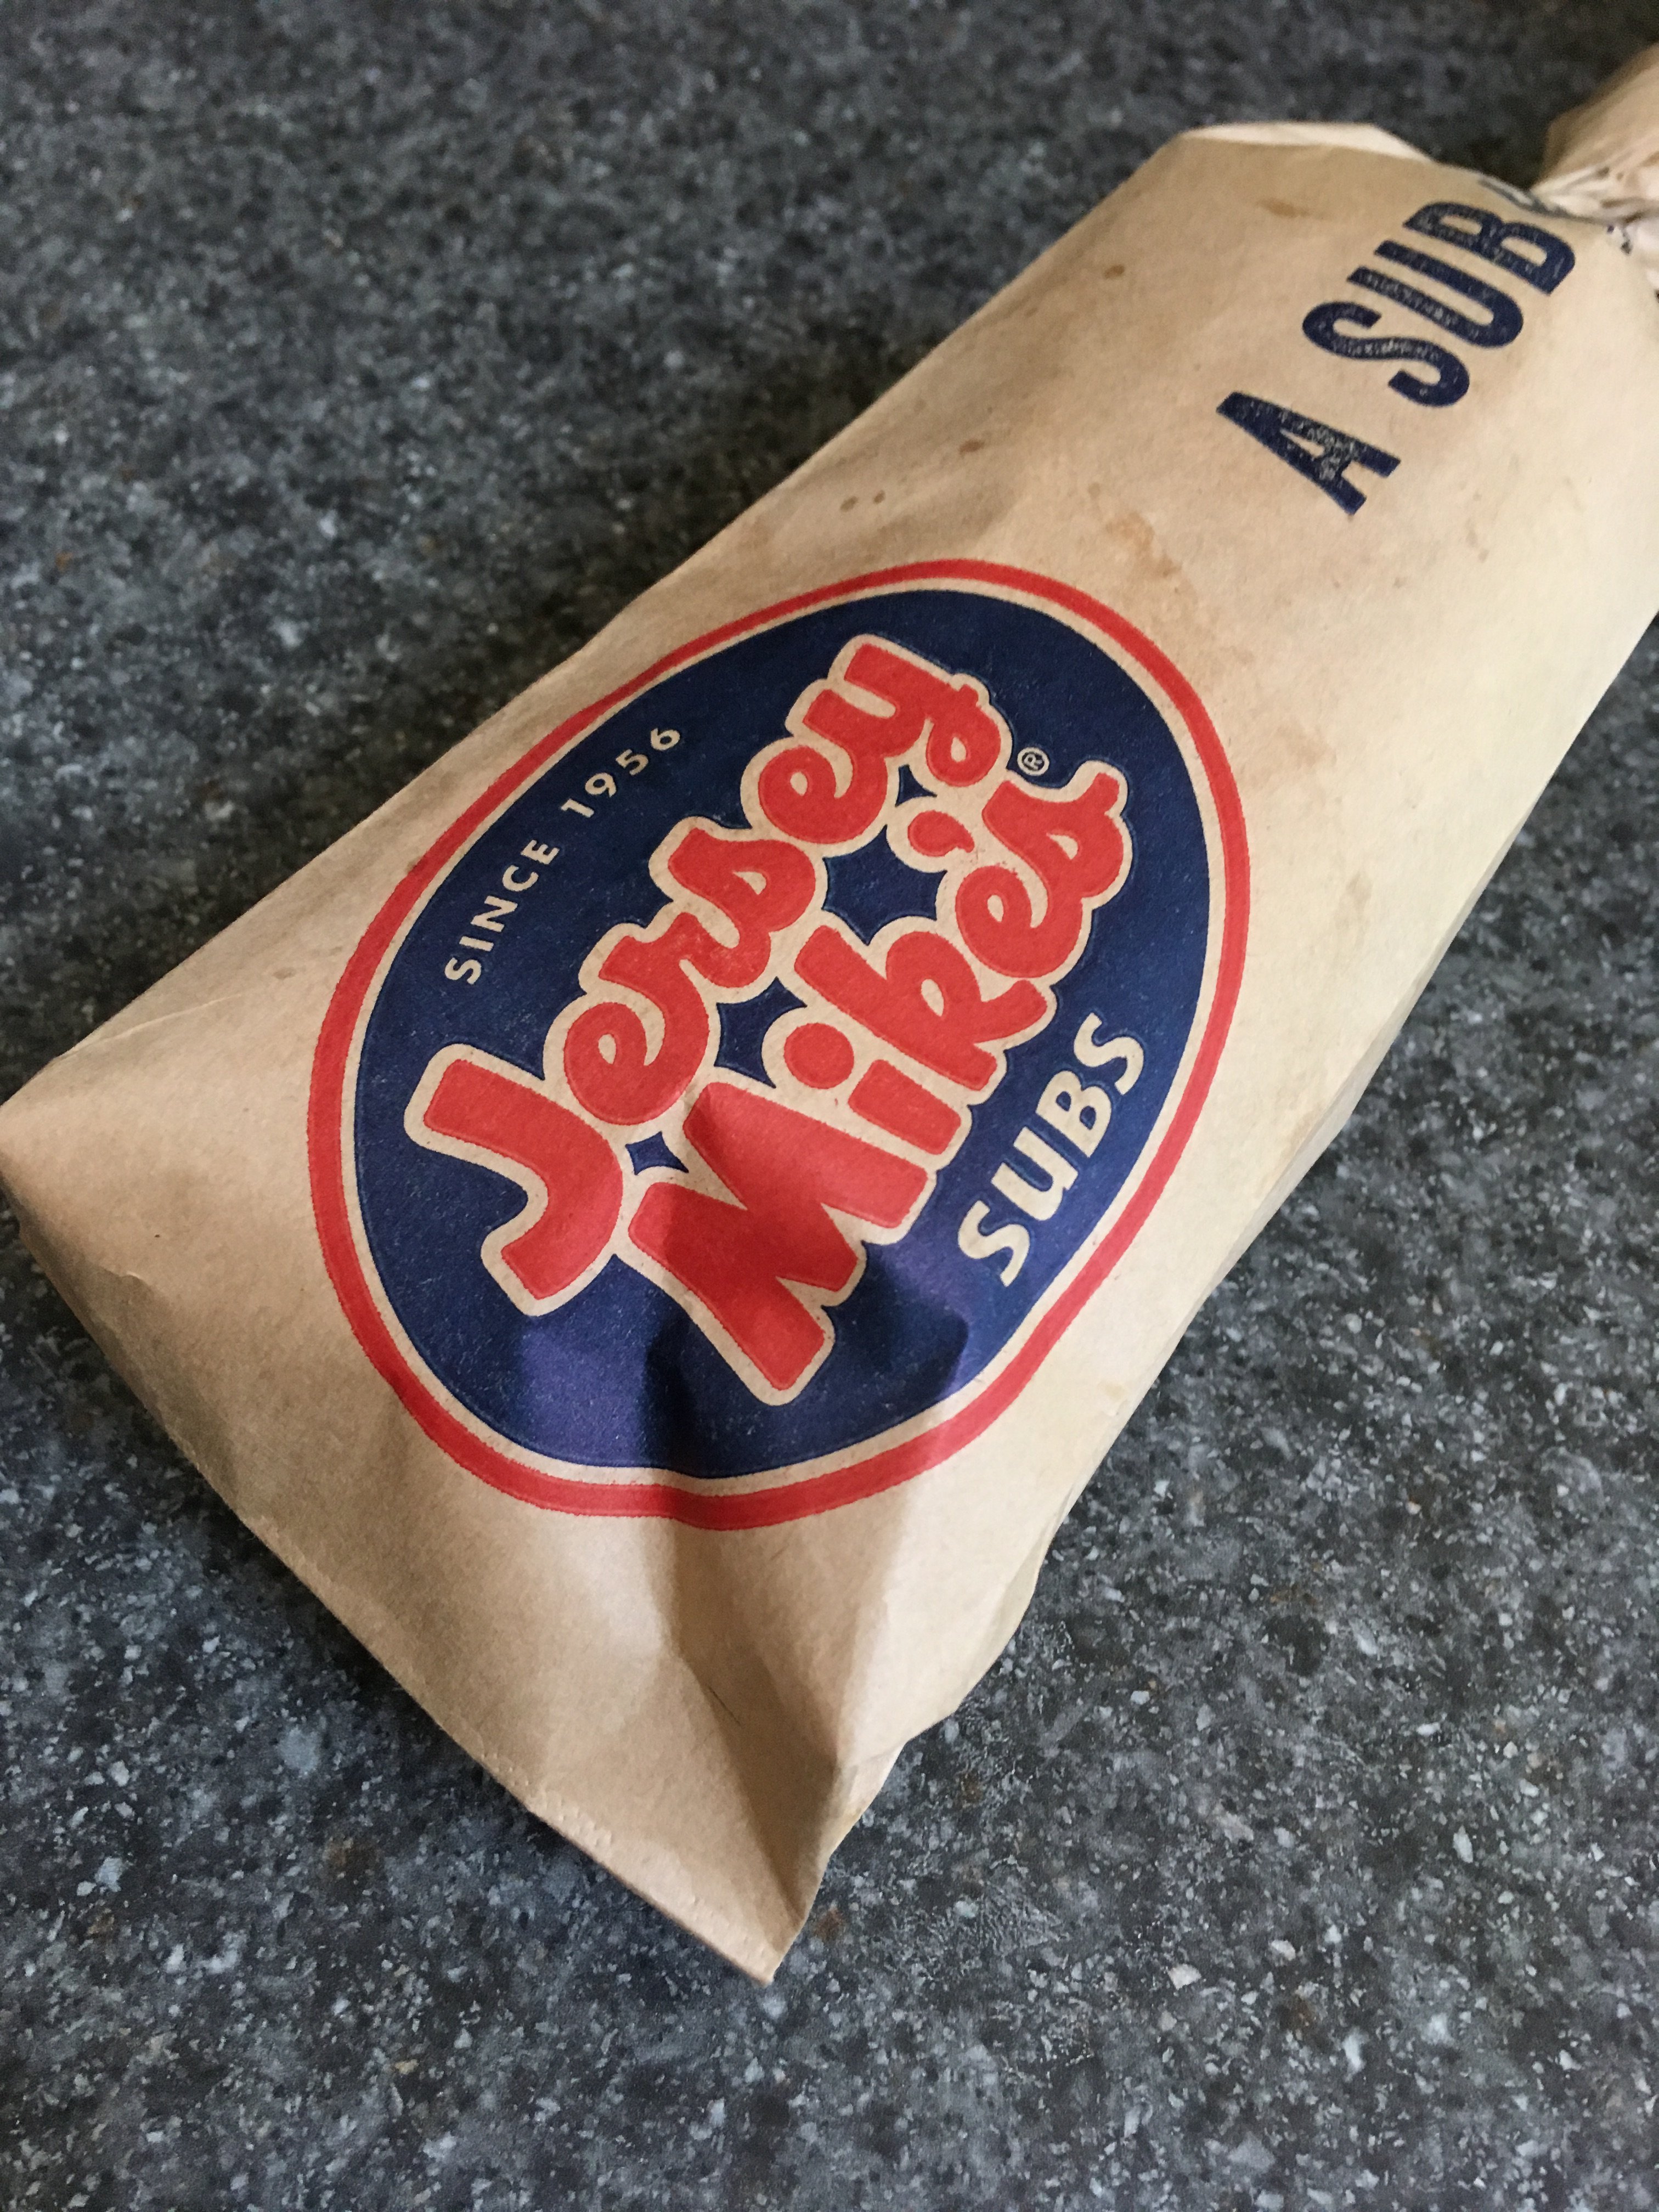 SINCE 1956
Jersey
Mike's®
SUBS
A SUB